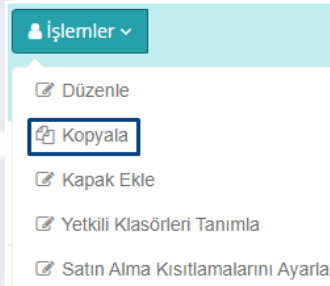 İşlemler
Düzenle
Kopyala
Kapak Ekle
Yetkili Klasörleri Tanımla
Satın Alma Kısıtlamalarını Ayarla